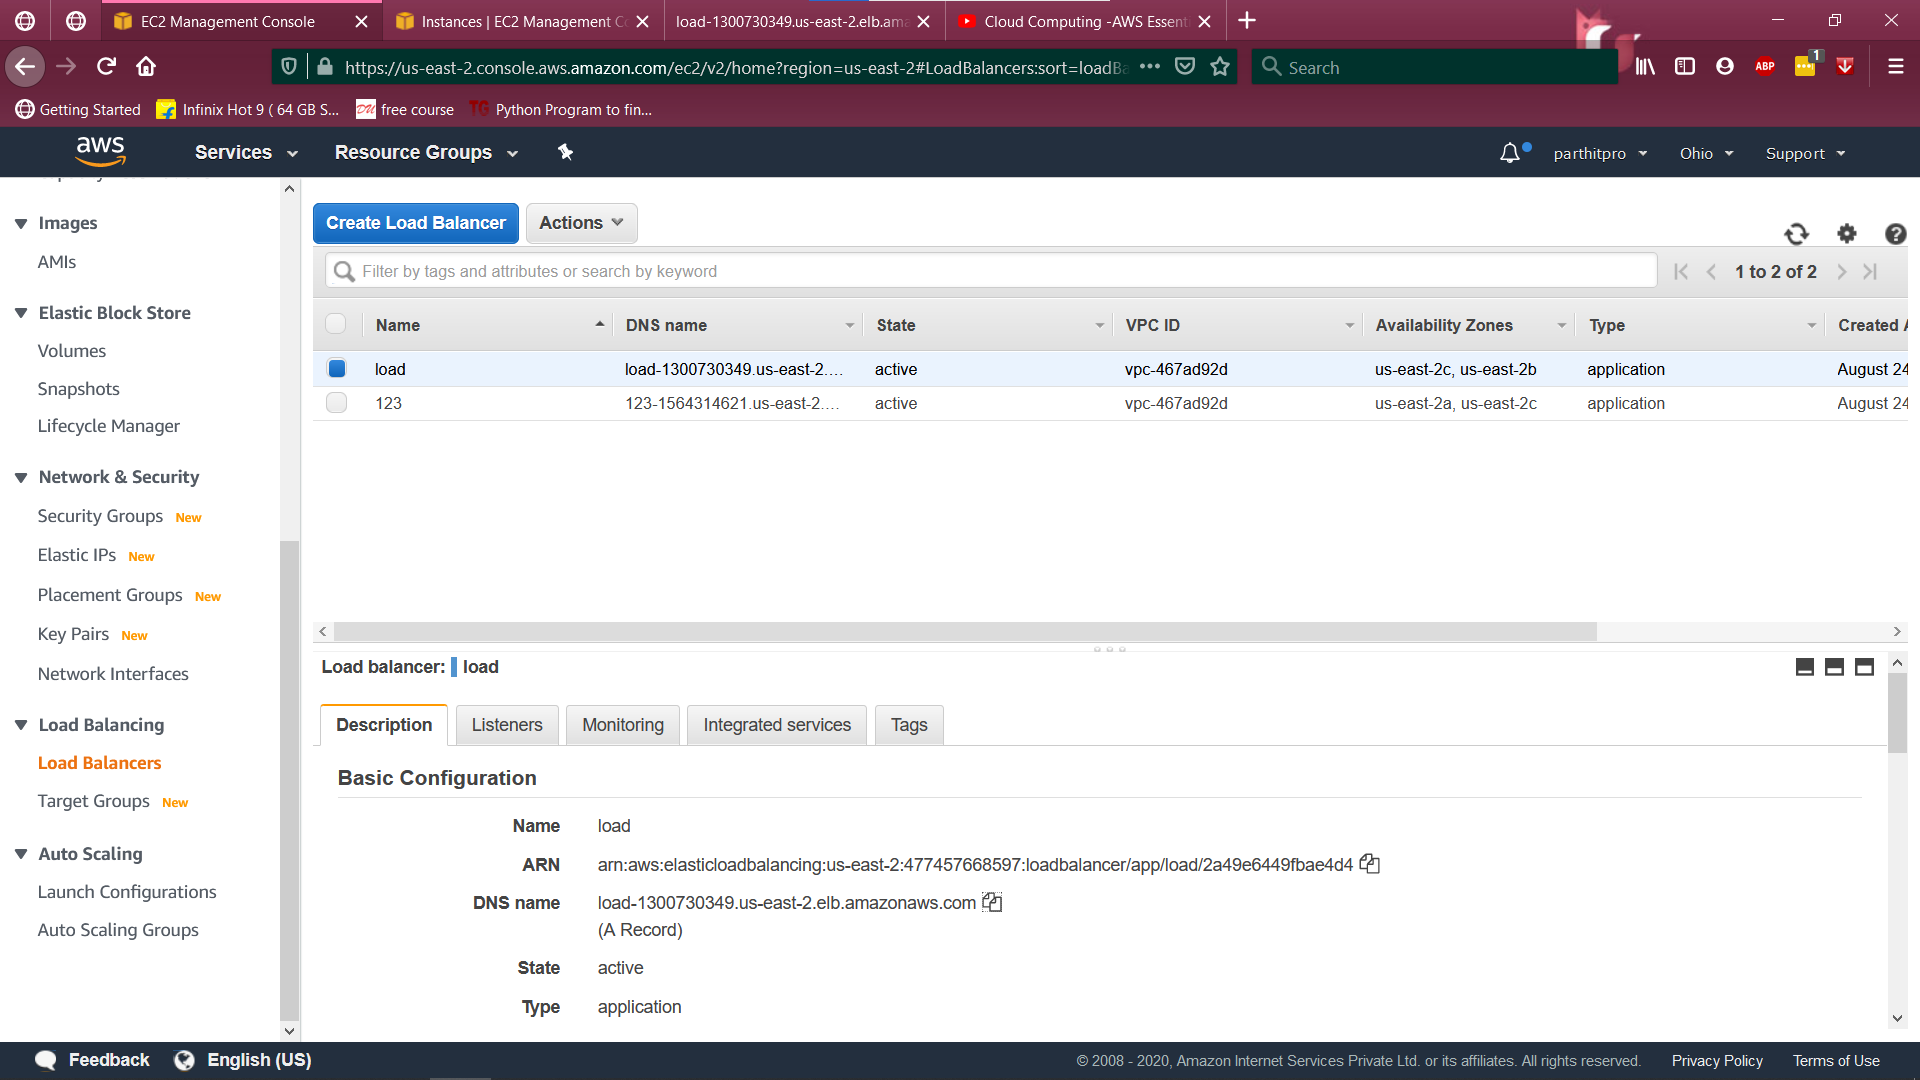 EC2 Management Console
Instances | EC2 Management C
load-1300730349.us-east-2.elb.ama
Cloud Computing -AWS Essent
https://us-east-2.console.aws.amazon.com/ec2/v2/home?region=us-east-2#LoadBalancers:sort=loadBa
Search
ABP
1
Getting Started
Infinix Hot 9 ( 64 GB S...
DU
free course
TG
Python Program to fin...
aws
Services
Resource Groups
parthitpro
Ohio
Support
Images
AMIs
Elastic Block Store
Volumes
Snapshots
Lifecycle Manager
Network & Security
Security Groups New
Elastic IPs New
Placement Groups New
Key Pairs New
Network Interfaces
Load Balancing
Load Balancers
Target Groups New
Auto Scaling
Launch Configurations
Auto Scaling Groups
Create Load Balancer
Actions
Filter by tags and attributes or search by keyword
1 to 2 of 2
Name DNS name State VPC ID Availability Zones Type Created A
load load-1300730349.us-east-2.... active vpc-467ad92d us-east-2c, us-east-2b application August 24
123 123-1564314621.us-east-2.... active vpc-467ad92d us-east-2a, us-east-2c application August 24
Load balancer: load
Description Listeners Monitoring Integrated services Tags
Basic Configuration
Name load
ARN arn:aws:elasticloadbalancing:us-east-2:477457668597:loadbalancer/app/load/2a49e6449fbae4d4
DNS name load-1300730349.us-east-2.elb.amazonaws.com
(A Record)
State active
Type application
Feedback
English (US)
© 2008 - 2020, Amazon Internet Services Private Ltd. or its affiliates. All rights reserved.
Privacy Policy
Terms of Use